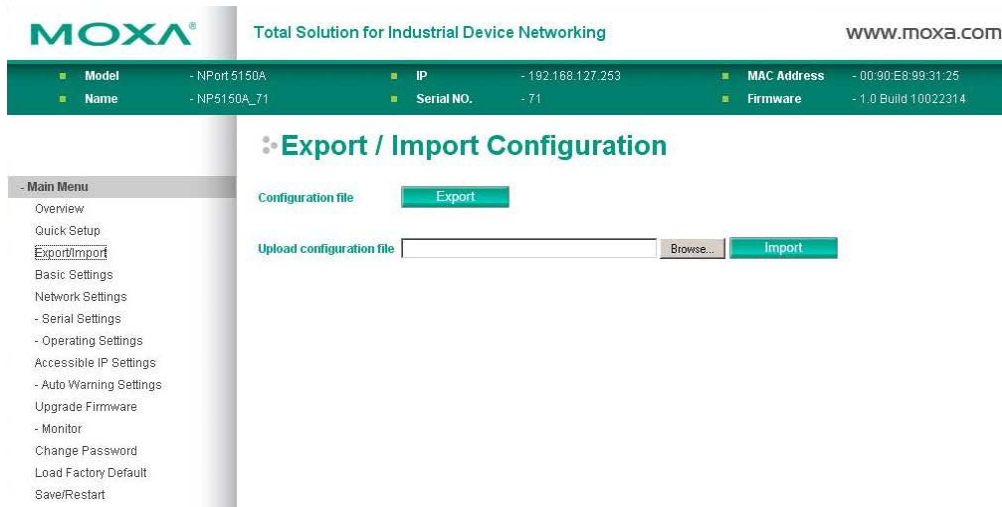 MOXA®
Total Solution for Industrial Device Networking
www.moxa.com
Model - NPort 5150A IP - 192.168.127.253 MAC Address - 00:90:E8:99:31:25
Name - NP5150A_71 Serial NO. - 71 Firmware - 1.0 Build 10022314
Export / Import Configuration
- Main Menu
Overview
Quick Setup
Export/Import
Basic Settings
Network Settings
- Serial Settings
- Operating Settings
Accessible IP Settings
- Auto Warning Settings
Upgrade Firmware
- Monitor
Change Password
Load Factory Default
Save/Restart
Configuration file Export
Upload configuration file Browse... Import